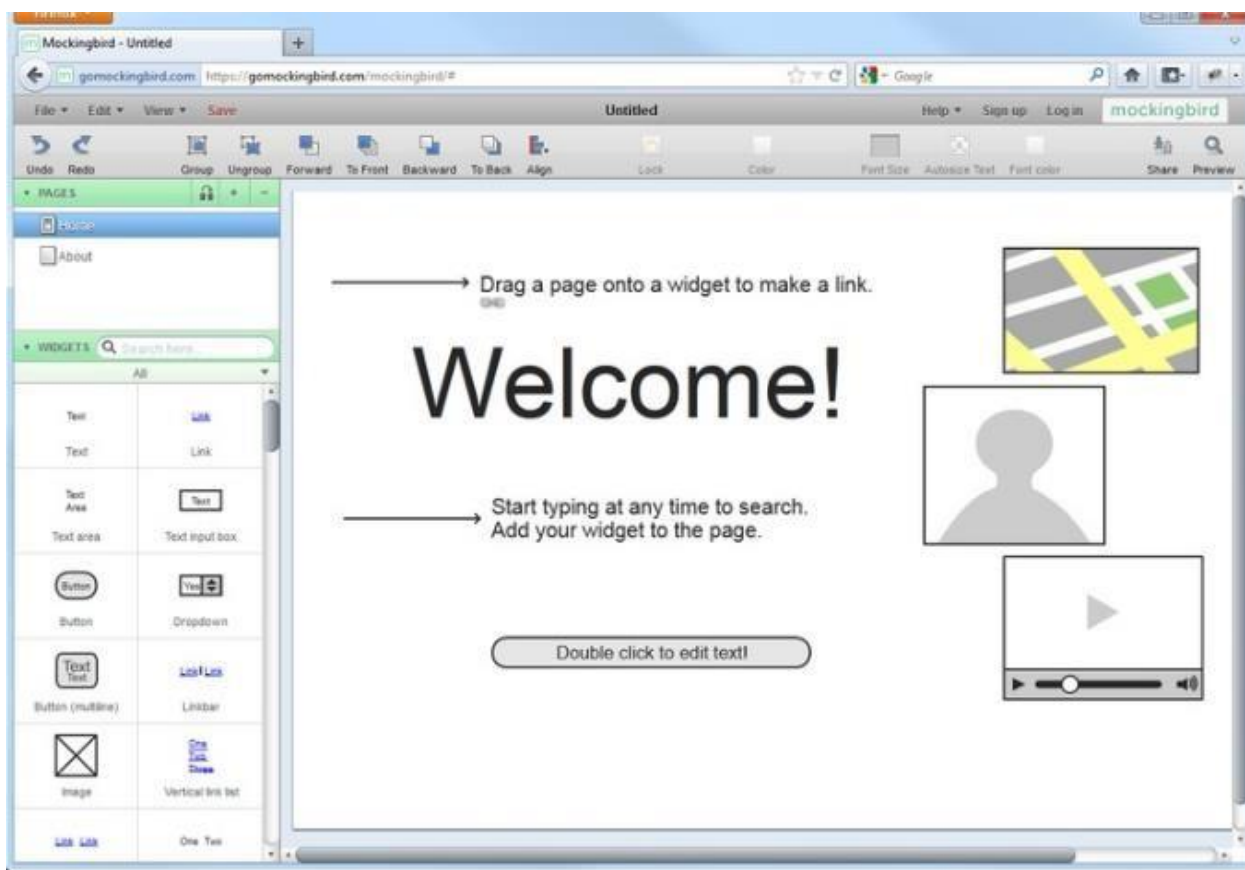 Firefox
Mockingbird - Untitled
gomockingbird.com https://gomockingbird.com/mockingbird/# Google
File Edit View Save Untitled Help Sign up Log in mockingbird
Undo Redo Group Ungroup Forward To Front Backward To Back Align Lock Color Font Size Autosize Text Font color Share Preview
PAGES
Home
About
Drag a page onto a widget to make a link.
WIDGETS Search here...
All
Welcome!
Text Link
Text Link
Text
Area
Text
Text area Text input box
Start typing at any time to search.
Add your widget to the page.
Button Yes
Button Dropdown
Double click to edit text!
Text
Text
Link Link
Button (multiline) Linkbar
One
Two
Three
Image Vertical link list
Link Link One Two